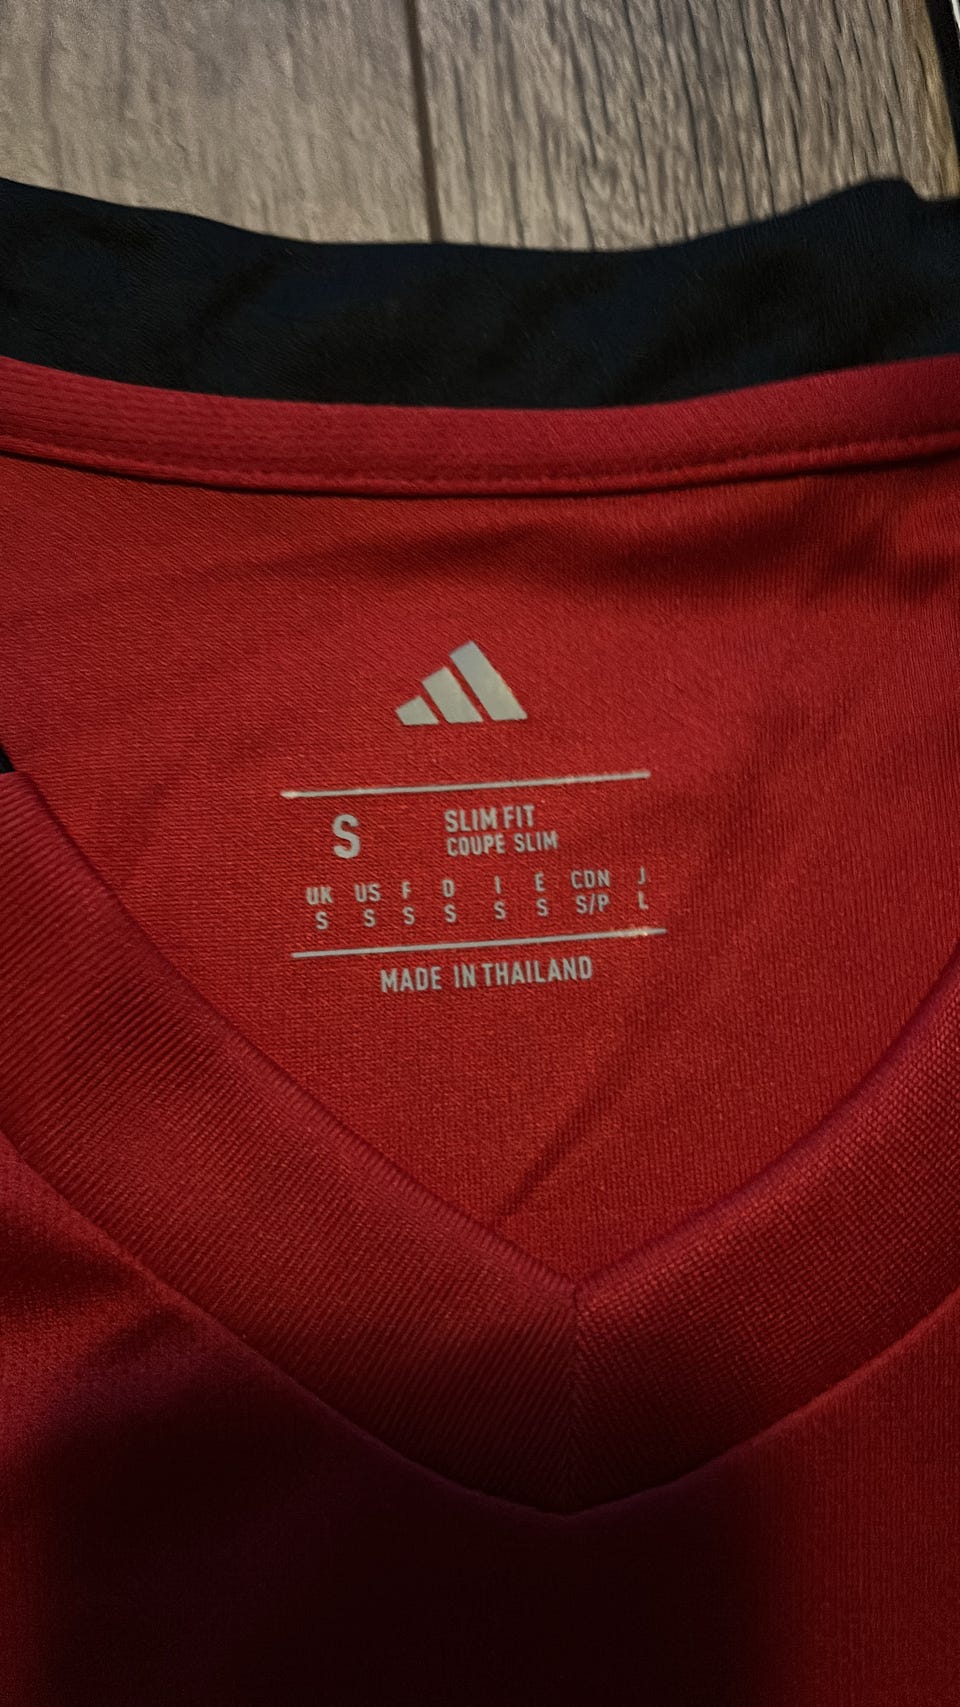 S
SLIM FIT
COUPE SLIM
UK US F D I E CDN J
S S S S S S S/P L
MADE IN THAILAND